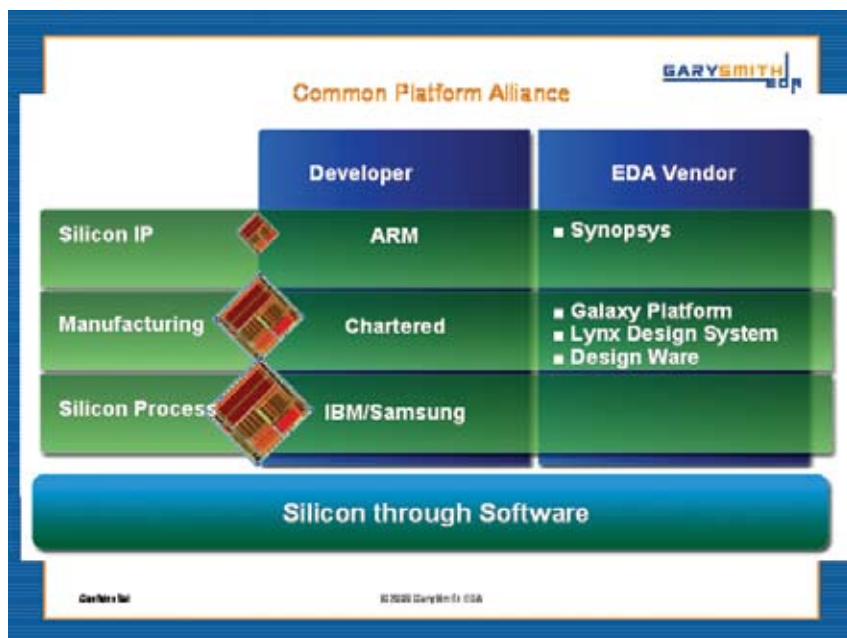 GARYSMITH
EDA
Common Platform Alliance
Developer
EDA Vendor
Silicon IP
ARM
▪ Synopsys
Manufacturing
Chartered
▪ Galaxy Platform
▪ Lynx Design System
▪ Design Ware
Silicon Process
IBM/Samsung
Silicon through Software
Confidential